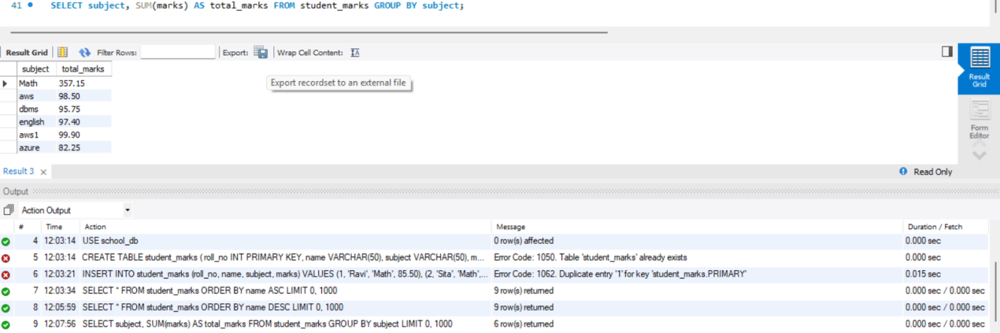 41 SELECT subject, SUM(marks) AS total_marks FROM student_marks GROUP BY subject;
Result Grid Filter Rows: Export: Wrap Cell Content:
subject total_marks
Math 357.15
aws 98.50
dbms 95.75
english 97.40
aws1 99.90
azure 82.25
Export recordset to an external file
Result
Grid
Form
Editor
Result 3 Read Only
Output
Action Output
# Time Action Message Duration / Fetch
4 12:03:14 USE school_db 0 row(s) affected 0.000 sec
5 12:03:14 CREATE TABLE student_marks ( roll_no INT PRIMARY KEY, name VARCHAR(50), subject VARCHAR(50), m... Error Code: 1050. Table 'student_marks' already exists 0.000 sec
6 12:03:21 INSERT INTO student_marks (roll_no, name, subject, marks) VALUES (1, 'Ravi', 'Math', 85.50), (2, 'Sita', 'Math',... Error Code: 1062. Duplicate entry '1' for key 'student_marks.PRIMARY' 0.015 sec
7 12:03:34 SELECT * FROM student_marks ORDER BY name ASC LIMIT 0, 1000 9 row(s) returned 0.000 sec / 0.000 sec
8 12:05:59 SELECT * FROM student_marks ORDER BY name DESC LIMIT 0, 1000 9 row(s) returned 0.000 sec / 0.000 sec
9 12:07:56 SELECT subject, SUM(marks) AS total_marks FROM student_marks GROUP BY subject LIMIT 0, 1000 6 row(s) returned 0.000 sec / 0.000 sec